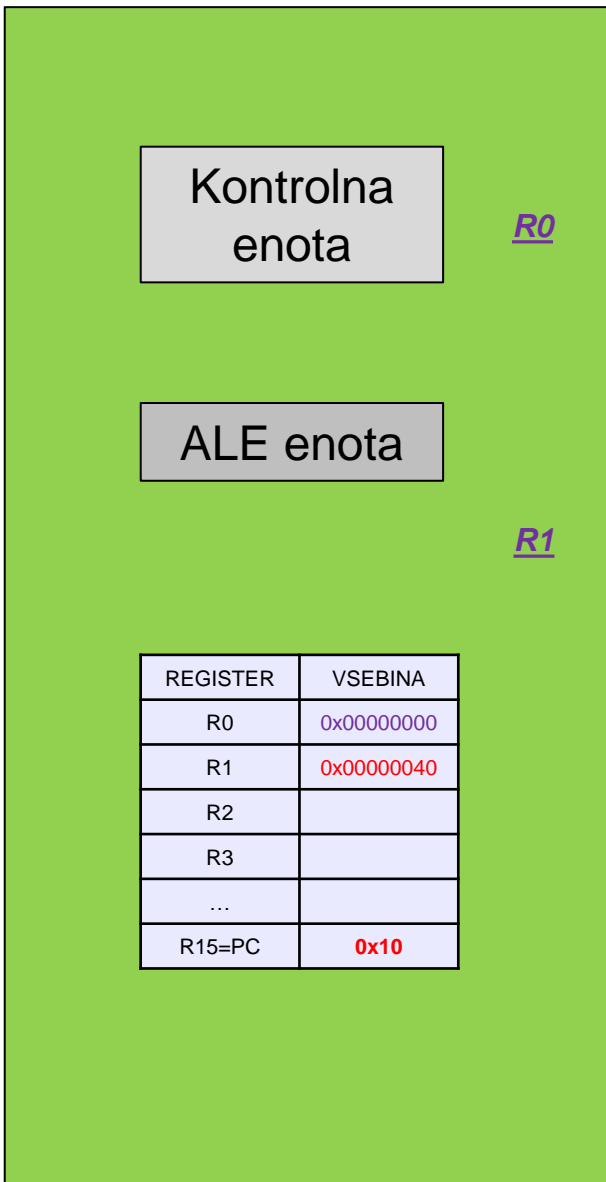 Kontrolna
enota
R0
ALE enota
R1
REGISTER VSEBINA
R0 0x00000000
R1 0x00000040
R2
R3
…
R15=PC 0x10